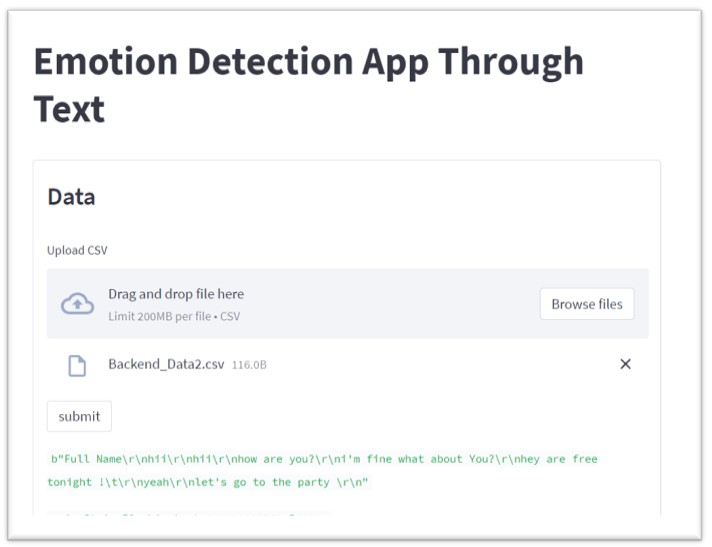 Emotion Detection App Through
Text
Data
Upload CSV
Drag and drop file here
Limit 200MB per file • CSV
Browse files
Backend_Data2.csv 116.0B
submit
b"Full Name\r\nhii\r\nhii\r\nhow are you?\r\ni'm fine what about You?\r\nhey are free
tonight !\t\r\nyeah\r\nlet's go to the party \r\n"